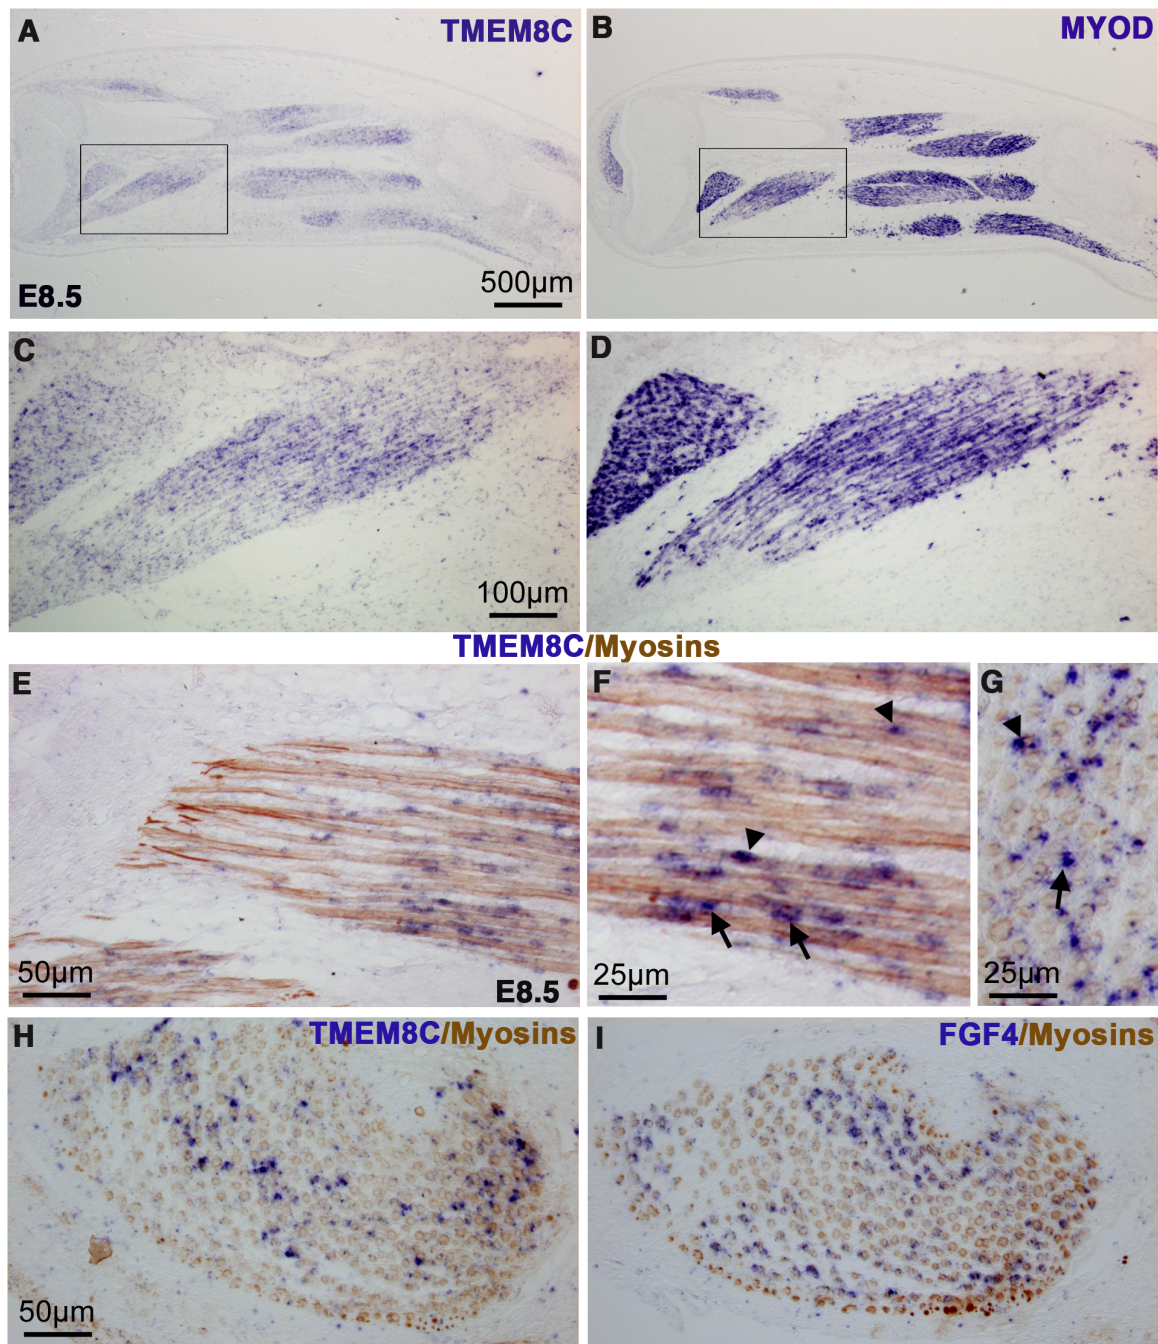 A TMEM8C
B MYOD
E8.5 500µm
C
100µm
D
TMEM8C/Myosins
E
50µm
E8.5
F
25µm
G
25µm
H TMEM8C/Myosins
50µm
I FGF4/Myosins